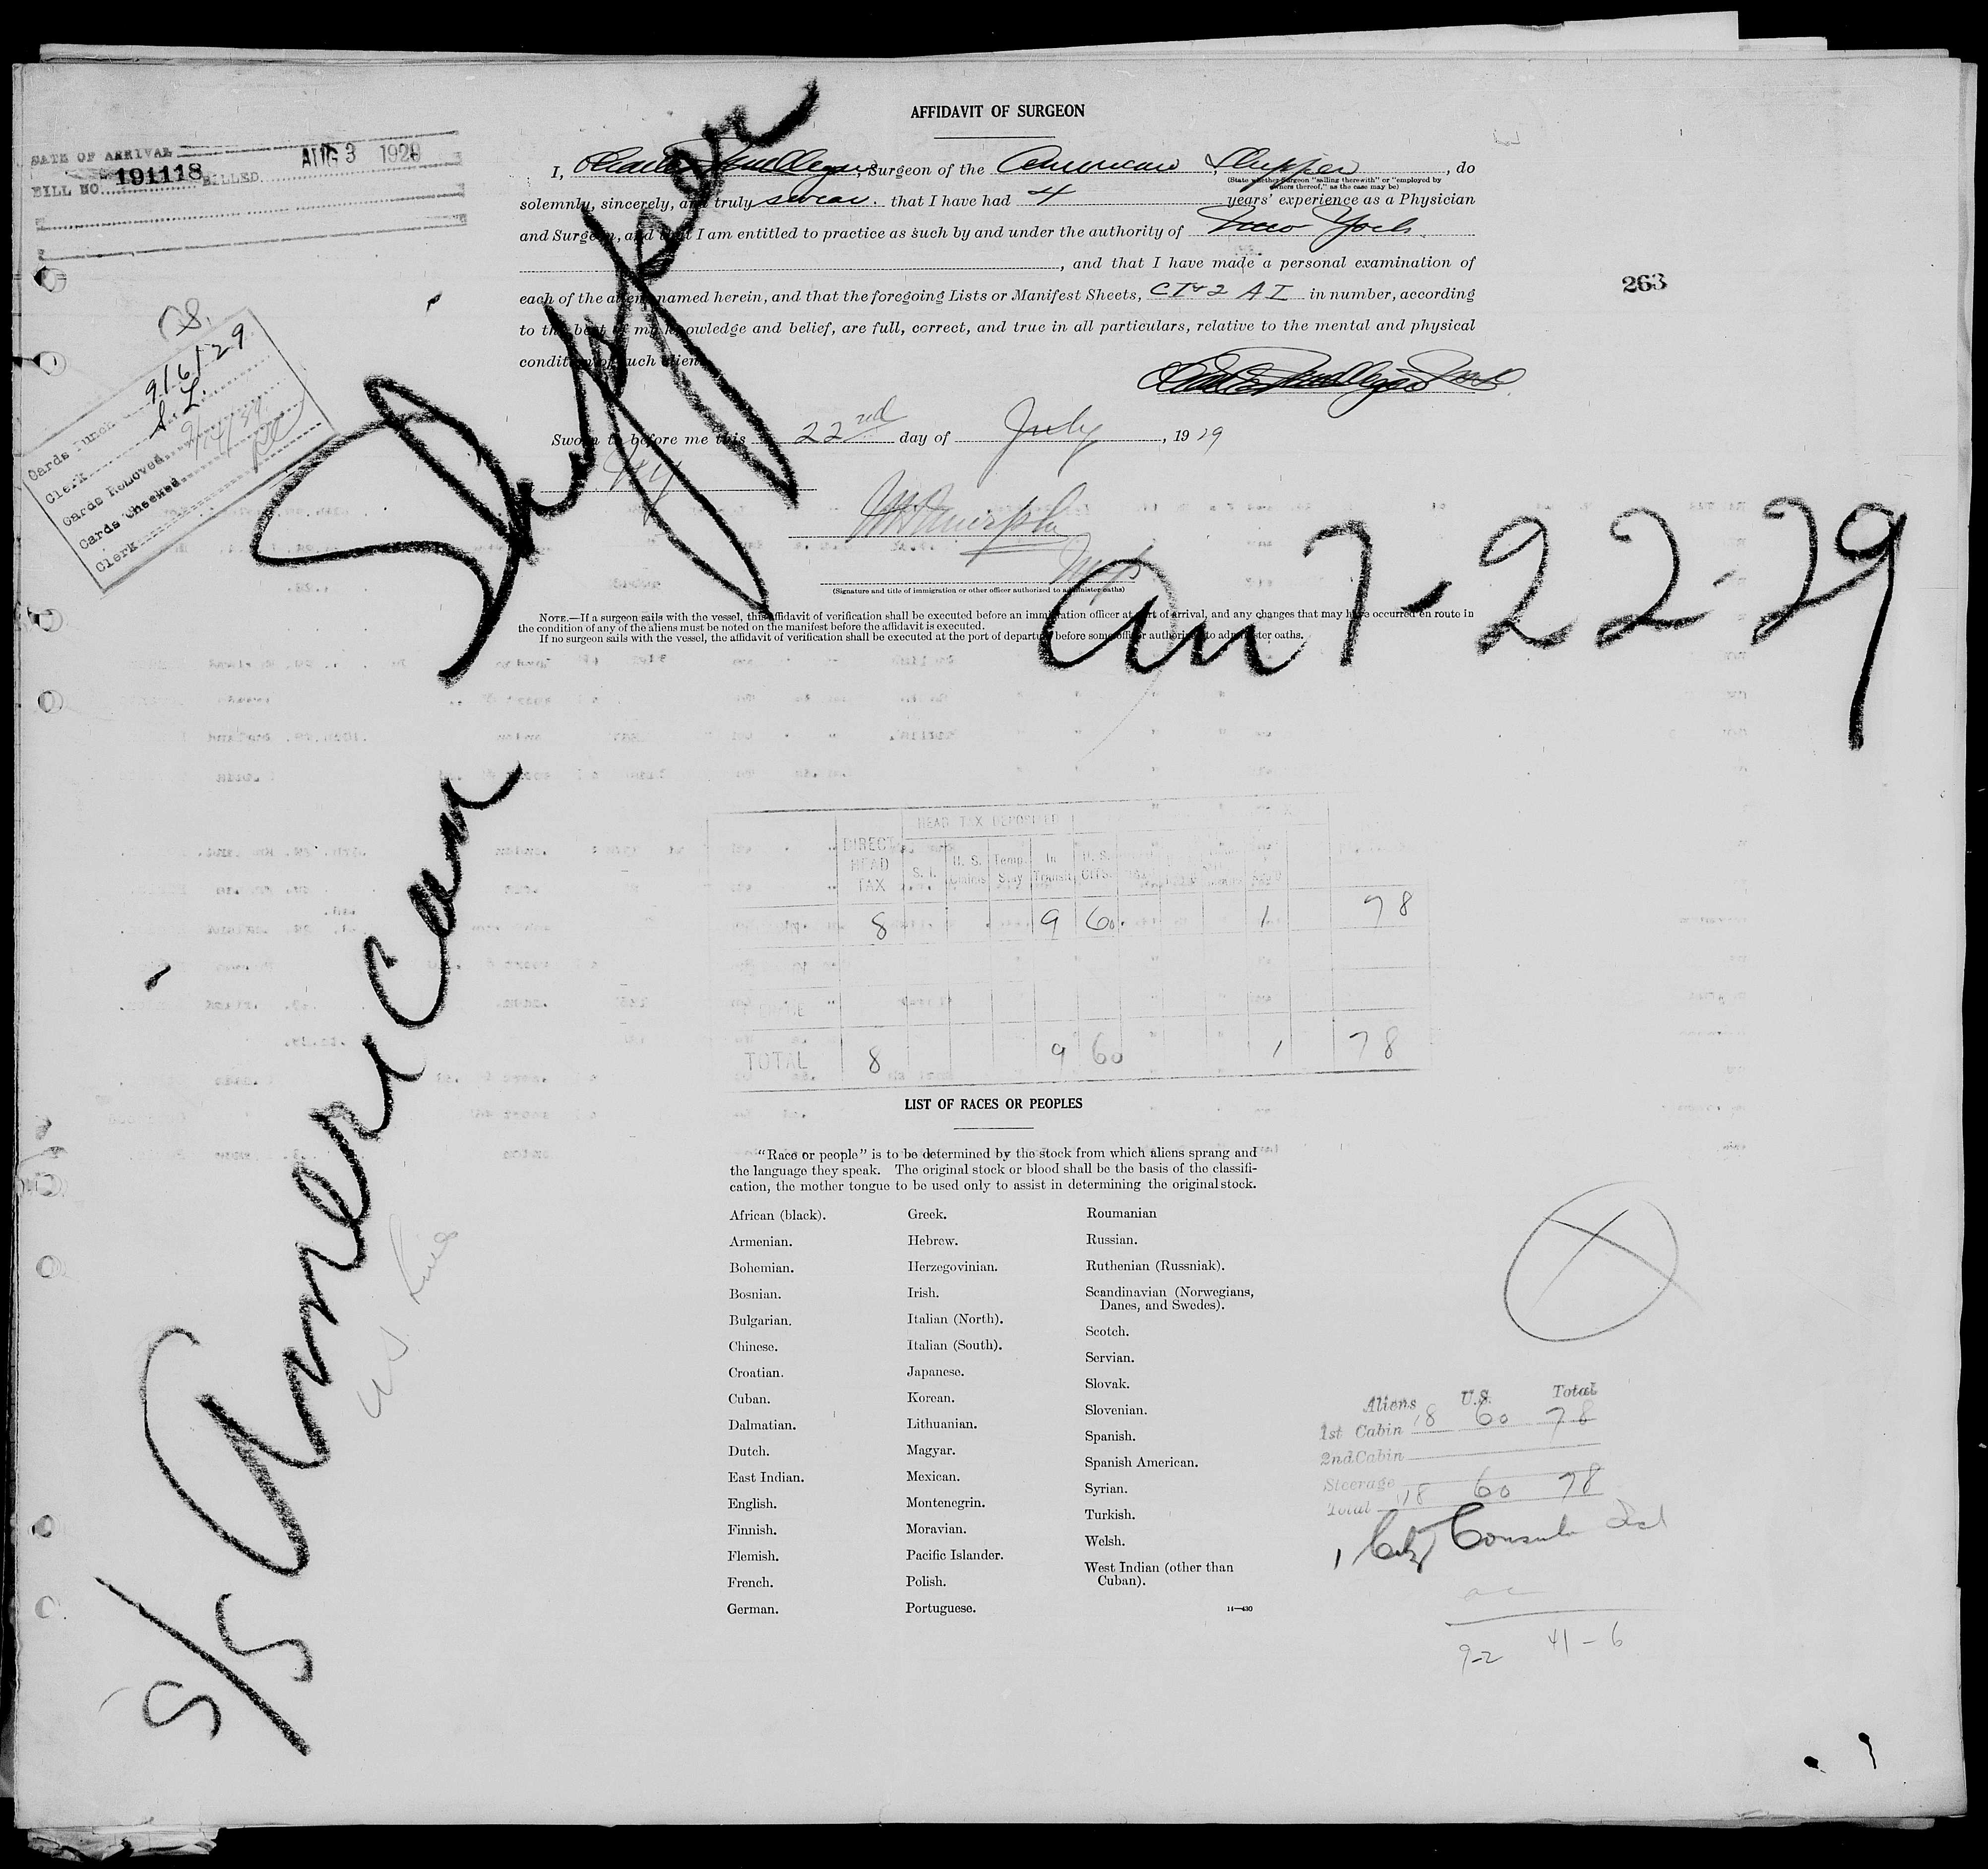 AFFIDAVIT OF SURGEON
DATE OF ARRIVAL AUG 3 1929
BILL NO. 191118 BILLED
I, Surgeon of the American Shipper, do
(State whether Surgeon "sailing therewith" or "employed by
owners thereof," as the case may be)
solemnly, sincerely, and truly swear that I have had 4 years' experience as a Physician
and Surgeon, and that I am entitled to practice as such by and under the authority of New York
, and that I have made a personal examination of
263
each of the aliens named herein, and that the foregoing Lists or Manifest Sheets, C I & 2 A I in number, according
to the best of my knowledge and belief, are full, correct, and true in all particulars, relative to the mental and physical
condition of such aliens.
Cards Punch 9/6/29
Clerk S. L.
Cards Removed
Cards Checked
Clerk
Sworn to before me this 22nd day of July, 1929
NY
(Signature and title of immigration or other officer authorized to administer oaths)
NOTE.—If a surgeon sails with the vessel, this affidavit of verification shall be executed before an immigration officer at port of arrival, and any changes that may have occurred en route in
the condition of any of the aliens must be noted on the manifest before the affidavit is executed.
If no surgeon sails with the vessel, the affidavit of verification shall be executed at the port of departure before some officer authorized to administer oaths.
S/S American Shipper
Arr 7-22-29
US Lines
HEAD TAX DEPOSITED
DIRECT HEAD TAX S. I. U. S. Citizens Temp. Stay In Transit U. S. CITS.
8 9 60 1 78
TOTAL 8 9 60 1 78
LIST OF RACES OR PEOPLES
"Race or people" is to be determined by the stock from which aliens sprang and
the language they speak. The original stock or blood shall be the basis of the classifi-
cation, the mother tongue to be used only to assist in determining the original stock.
African (black). Greek. Roumanian
Armenian. Hebrew. Russian.
Bohemian. Herzegovinian. Ruthenian (Russniak).
Bosnian. Irish. Scandinavian (Norwegians,
Danes, and Swedes).
Bulgarian. Italian (North).
Scotch.
Chinese. Italian (South).
Servian.
Croatian. Japanese.
Slovak.
Cuban. Korean.
Slovenian.
Dalmatian. Lithuanian.
Spanish.
Dutch. Magyar.
Spanish American.
East Indian. Mexican.
Syrian.
English. Montenegrin.
Turkish.
Finnish. Moravian.
Welsh.
Flemish. Pacific Islander.
West Indian (other than
Cuban).
French. Polish.
German. Portuguese. 14—430
Aliens U.S. Total
1st Cabin 18 60 78
2nd Cabin
Steerage
Total 18 60 78
9-2 41-6